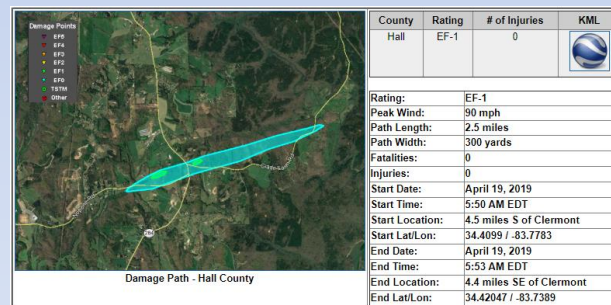 Damage Points
EF5
EF4
EF3
EF2
EF1
EF0
TSTM
Other
Damage Path - Hall County
County Rating # of Injuries KML
Hall EF-1 0
Rating: EF-1
Peak Wind: 90 mph
Path Length: 2.5 miles
Path Width: 300 yards
Fatalities: 0
Injuries: 0
Start Date: April 19, 2019
Start Time: 5:50 AM EDT
Start Location: 4.5 miles S of Clermont
Start Lat/Lon: 34.4099 / -83.7783
End Date: April 19, 2019
End Time: 5:53 AM EDT
End Location: 4.4 miles SE of Clermont
End Lat/Lon: 34.42047 / -83.7389